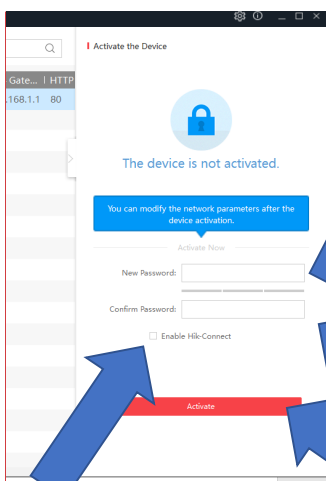 Activate the Device
Gate... | HTTP
.168.1.1 80
The device is not activated.
You can modify the network parameters after the
device activation.
Activate Now
New Password:
Confirm Password:
Enable Hik-Connect
Activate